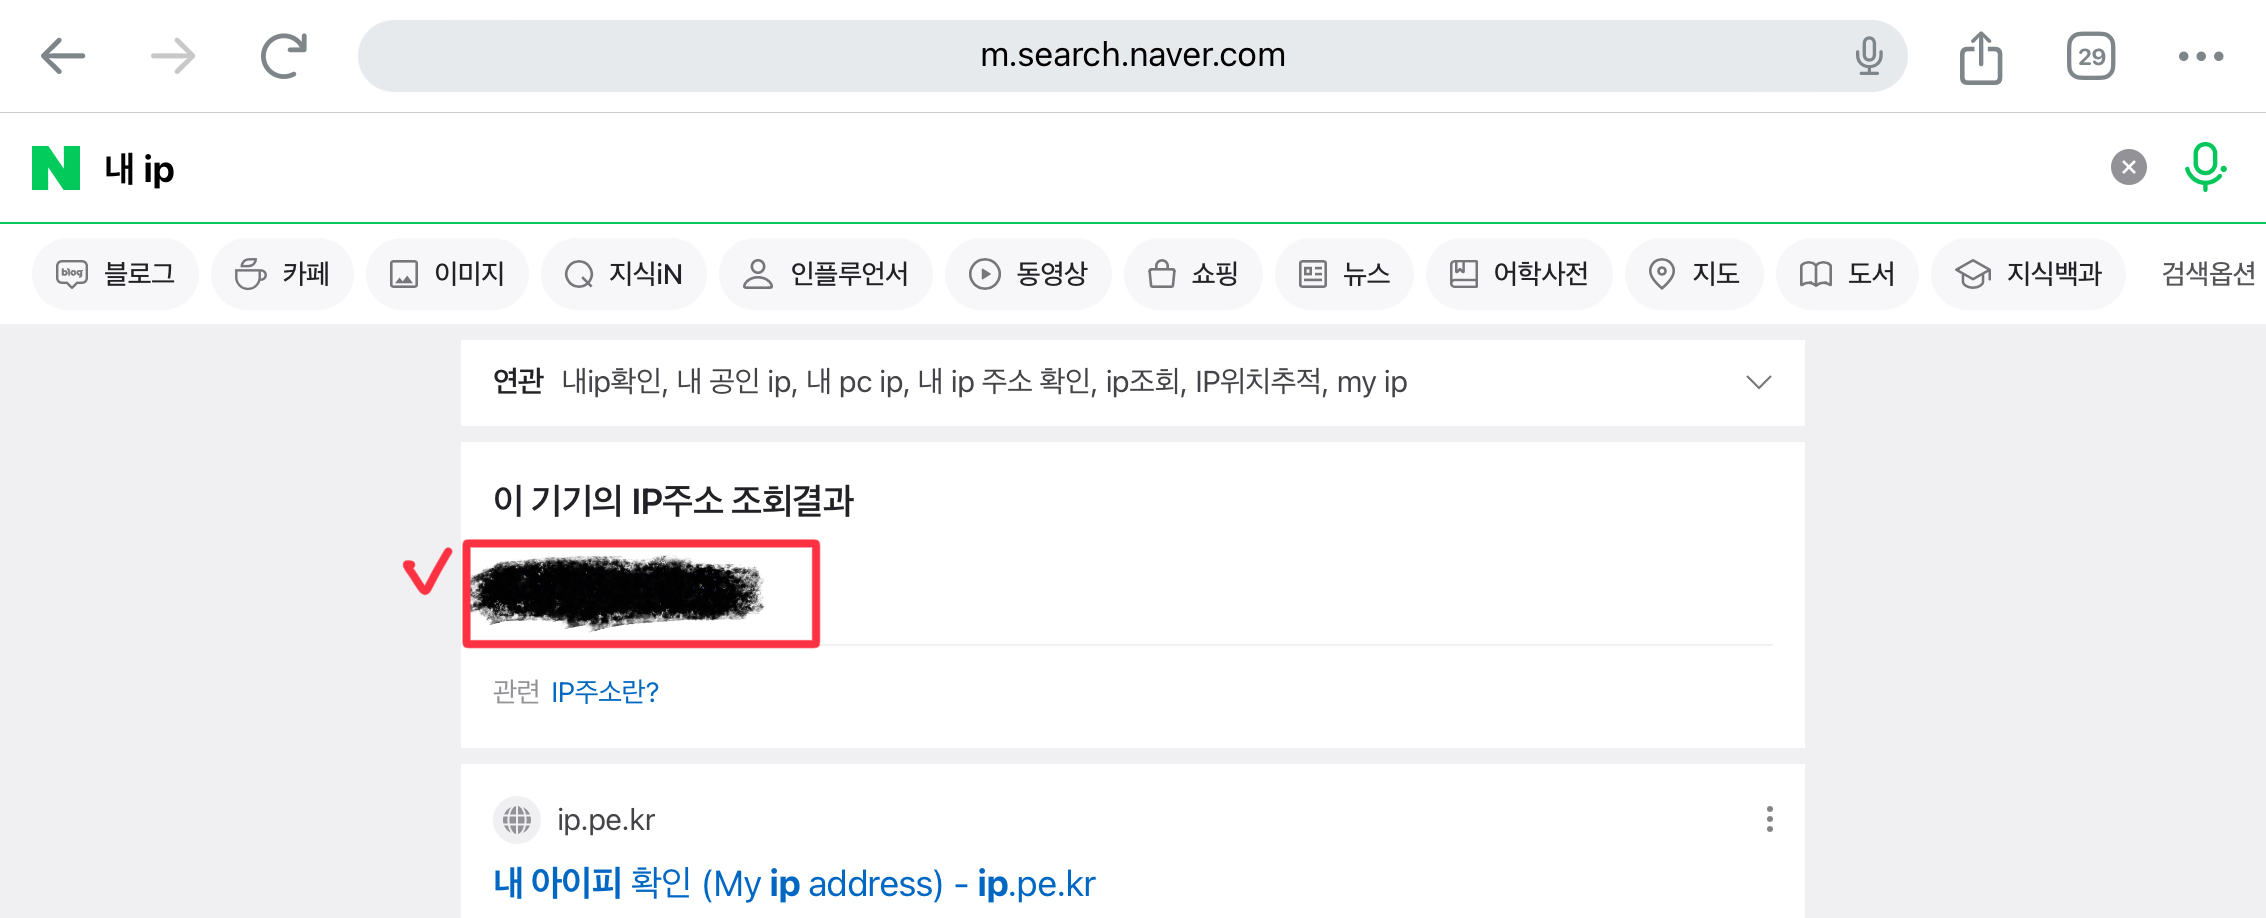 m.search.naver.com
29
내 ip
blog 블로그 카페 이미지 지식iN 인플루언서 동영상 쇼핑 뉴스 어학사전 지도 도서 지식백과 검색옵션
연관 내ip확인, 내 공인 ip, 내 pc ip, 내 ip 주소 확인, ip조회, IP위치추적, my ip
이 기기의 IP주소 조회결과
관련 IP주소란?
ip.pe.kr
내 아이피 확인 (My ip address) - ip.pe.kr